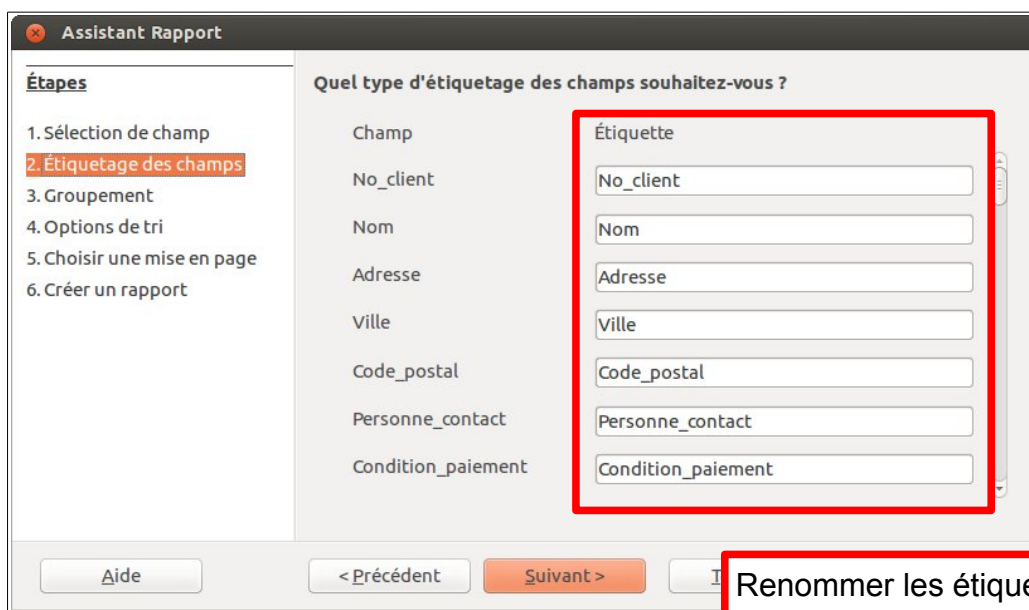 Assistant Rapport
Étapes
1. Sélection de champ
2. Étiquetage des champs
3. Groupement
4. Options de tri
5. Choisir une mise en page
6. Créer un rapport
Quel type d'étiquetage des champs souhaitez-vous ?
Champ Étiquette
No_client No_client
Nom Nom
Adresse Adresse
Ville Ville
Code_postal Code_postal
Personne_contact Personne_contact
Condition_paiement Condition_paiement
Aide < Précédent Suivant >
Renommer les